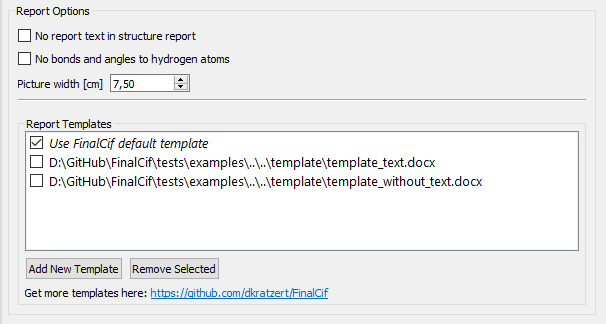 Report Options
No report text in structure report
No bonds and angles to hydrogen atoms
Picture width [cm] 7,50
Report Templates
Use FinalCif default template
D:\GitHub\FinalCif\tests\examples\..\..\template\template_text.docx
D:\GitHub\FinalCif\tests\examples\..\..\template\template_without_text.docx
Add New Template Remove Selected
Get more templates here: https://github.com/dkratzert/FinalCif